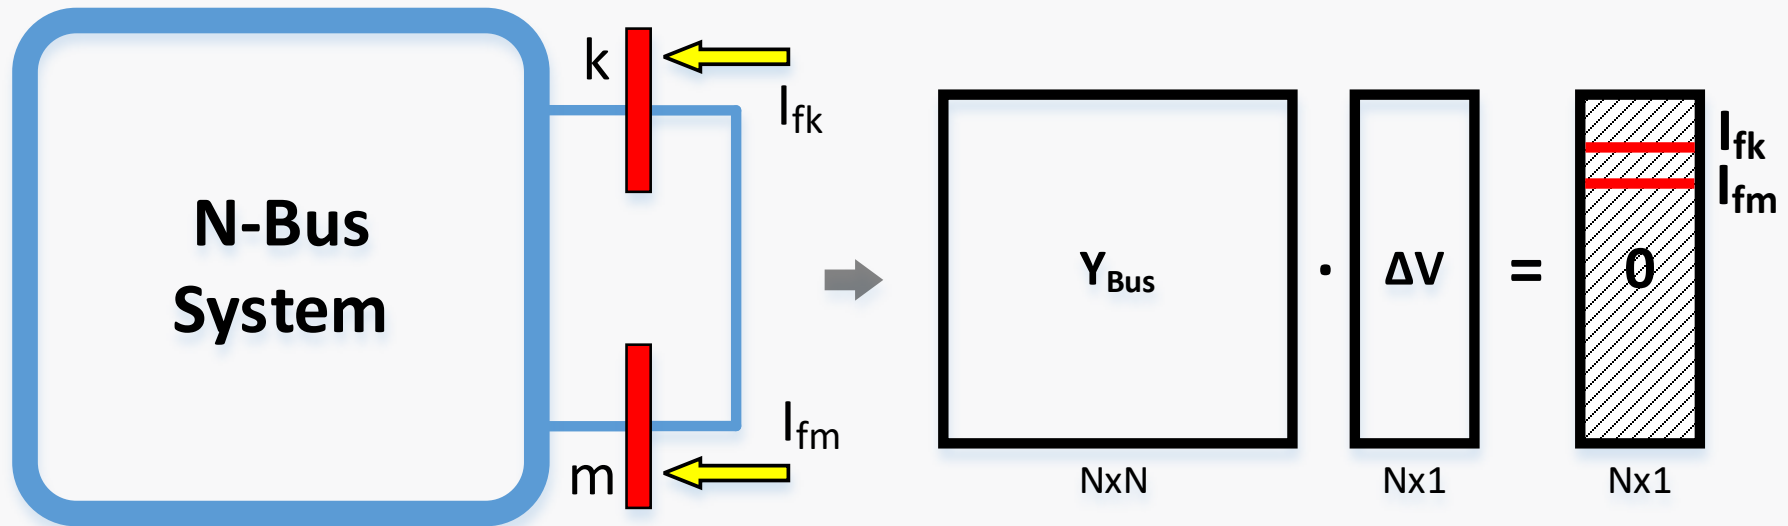 k
I_fk
N-Bus
System
I_fm
m
Y_Bus · ΔV = 0
I_fk
I_fm
NxN
Nx1
Nx1